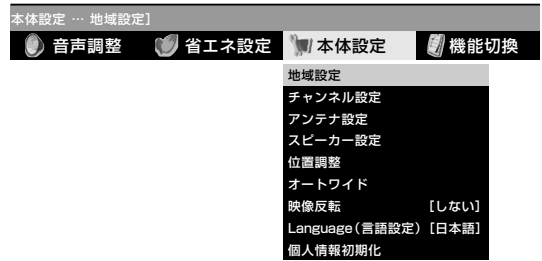 本体設定 … 地域設定]
音声調整 省エネ設定 本体設定 機能切換
地域設定
チャンネル設定
アンテナ設定
スピーカー設定
位置調整
オートワイド
映像反転 [しない]
Language(言語設定) [日本語]
個人情報初期化